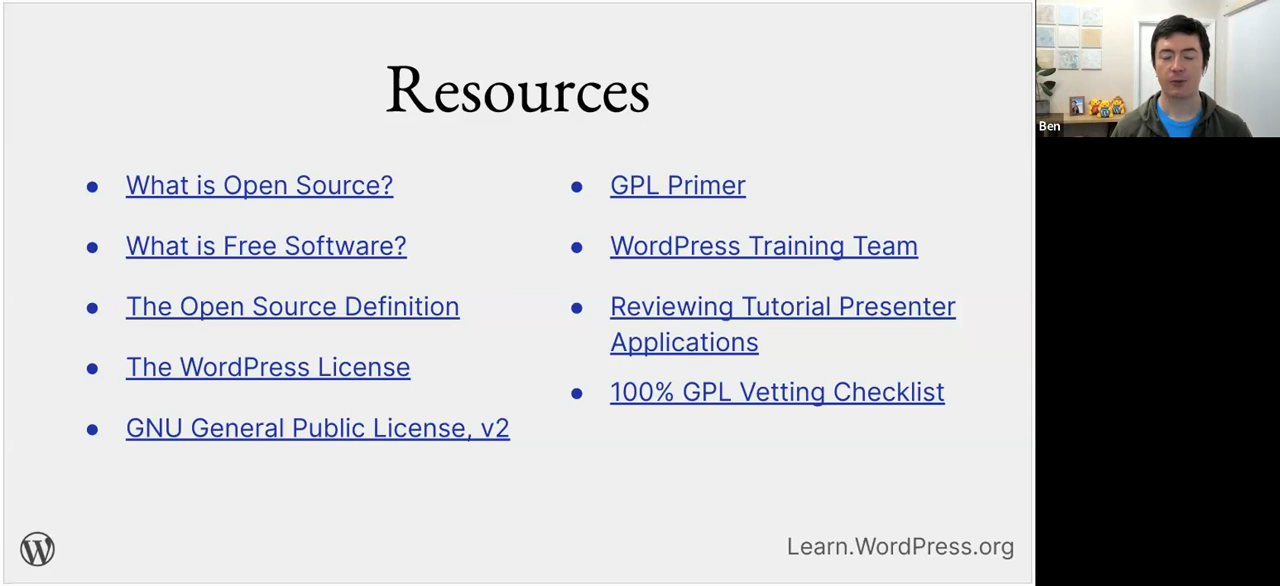 Resources
What is Open Source?
What is Free Software?
The Open Source Definition
The WordPress License
GNU General Public License, v2
GPL Primer
WordPress Training Team
Reviewing Tutorial Presenter
Applications
100% GPL Vetting Checklist
Learn.WordPress.org
Ben